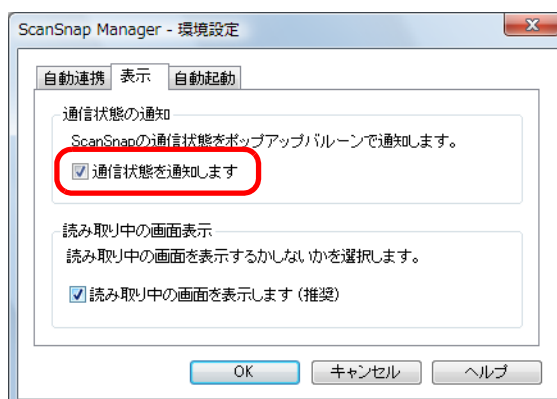 ScanSnap Manager - 環境設定
自動連携 表示 自動起動
通信状態の通知
ScanSnapの通信状態をポップアップバルーンで通知します。
通信状態を通知します
読み取り中の画面表示
読み取り中の画面を表示するかしないかを選択します。
読み取り中の画面を表示します(推奨)
OK キャンセル ヘルプ